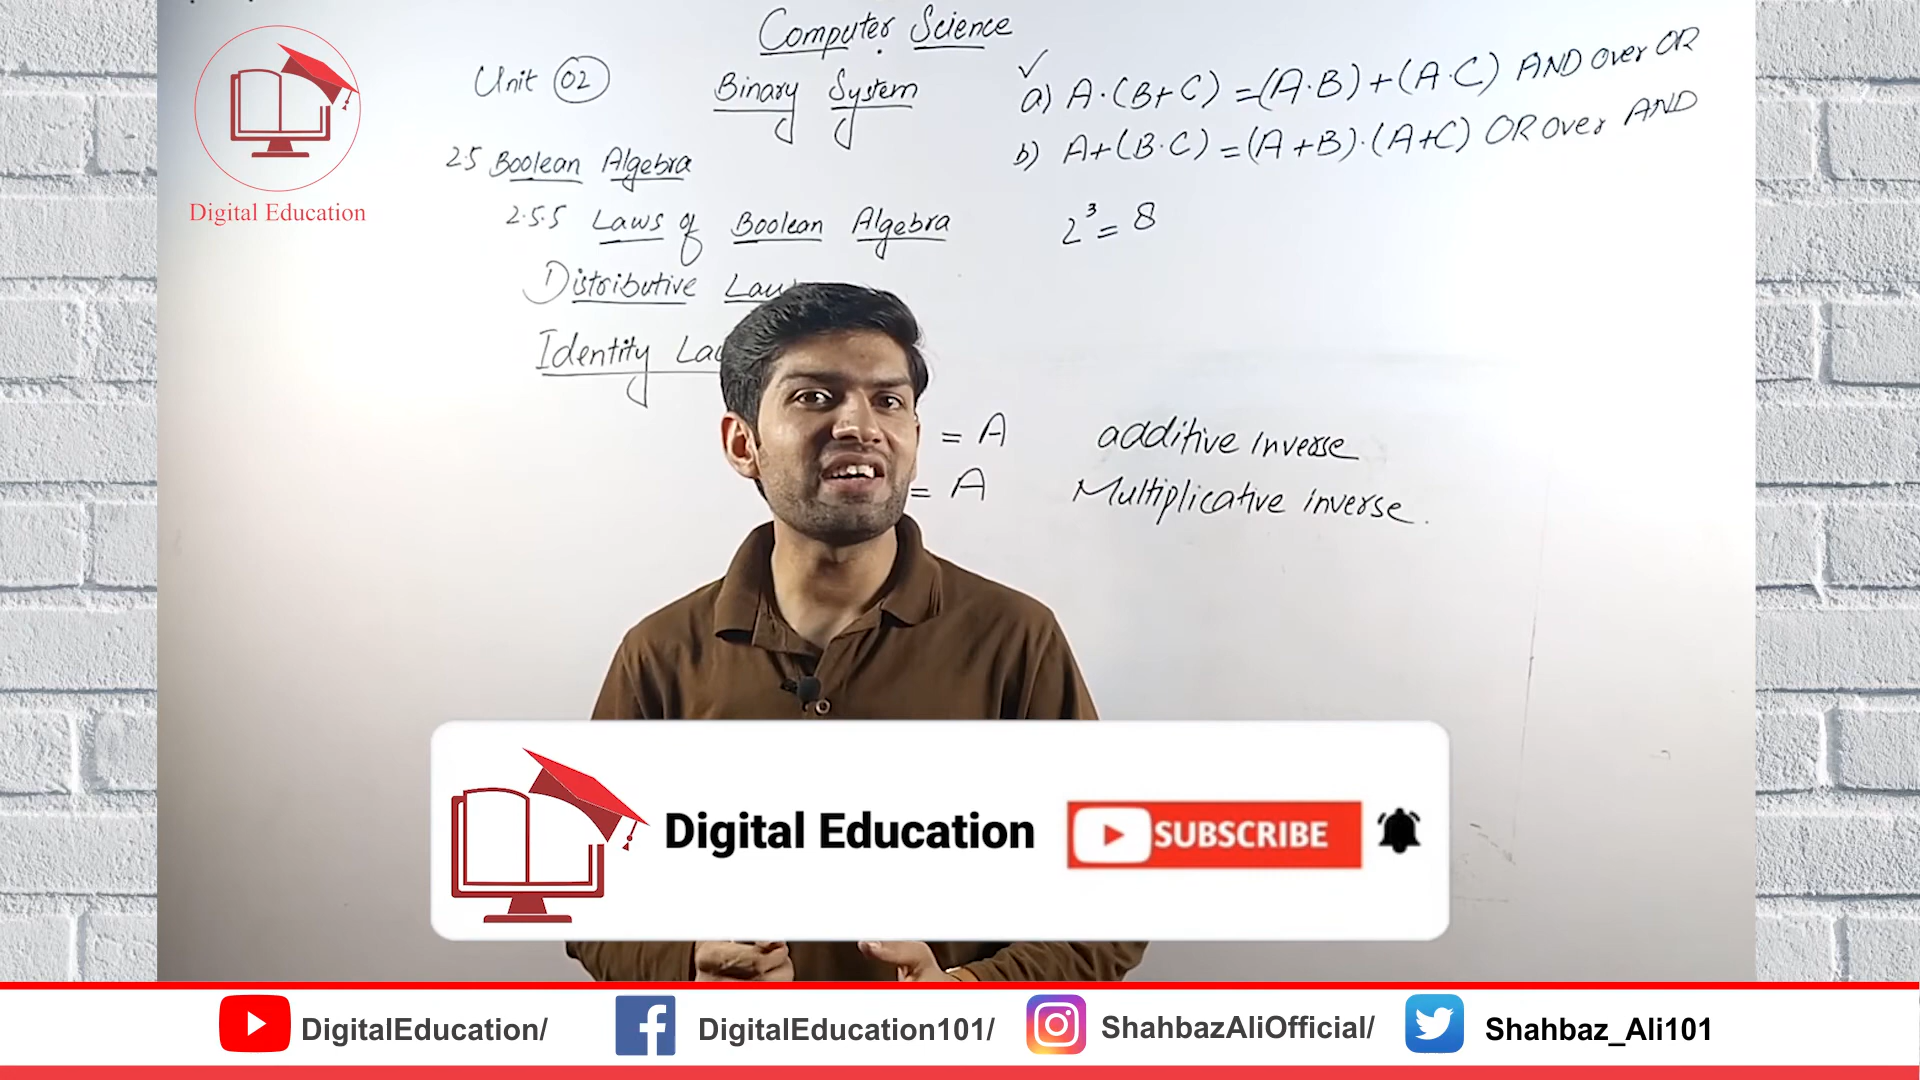 Computer Science
Unit 02
Binary System
a) A·(B+C) = (A·B)+(A·C) AND over OR
b) A+(B·C) = (A+B)·(A+C) OR over AND
2.5 Boolean Algebra
2.5.5 Laws of Boolean Algebra
2³ = 8
Distributive Law
Identity
= A additive inverse
= A Multiplicative inverse.
Digital Education
Digital Education
SUBSCRIBE
DigitalEducation/
DigitalEducation101/
ShahbazAliOfficial/
Shahbaz_Ali101